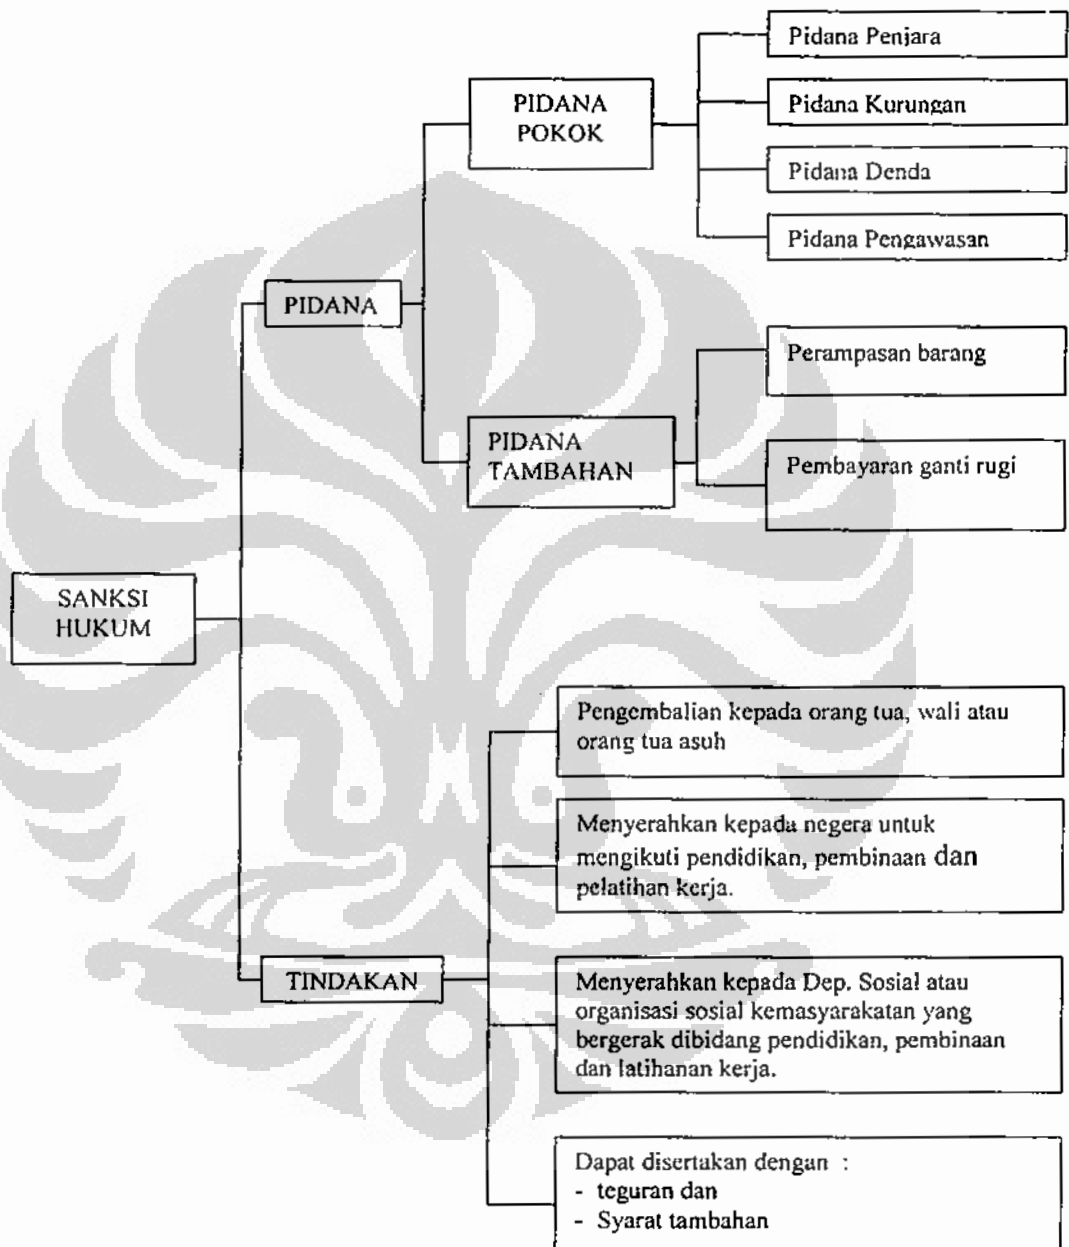 Pidana Penjara
PIDANA
POKOK
Pidana Kurungan
Pidana Denda
Pidana Pengawasan
PIDANA
Perampasan barang
PIDANA
TAMBAHAN
Pembayaran ganti rugi
SANKSI
HUKUM
Pengembalian kepada orang tua, wali atau
orang tua asuh
Menyerahkan kepada negera untuk
mengikuti pendidikan, pembinaan dan
pelatihan kerja.
TINDAKAN
Menyerahkan kepada Dep. Sosial atau
organisasi sosial kemasyarakatan yang
bergerak dibidang pendidikan, pembinaan
dan latihanan kerja.
Dapat disertakan dengan :
- teguran dan
- Syarat tambahan